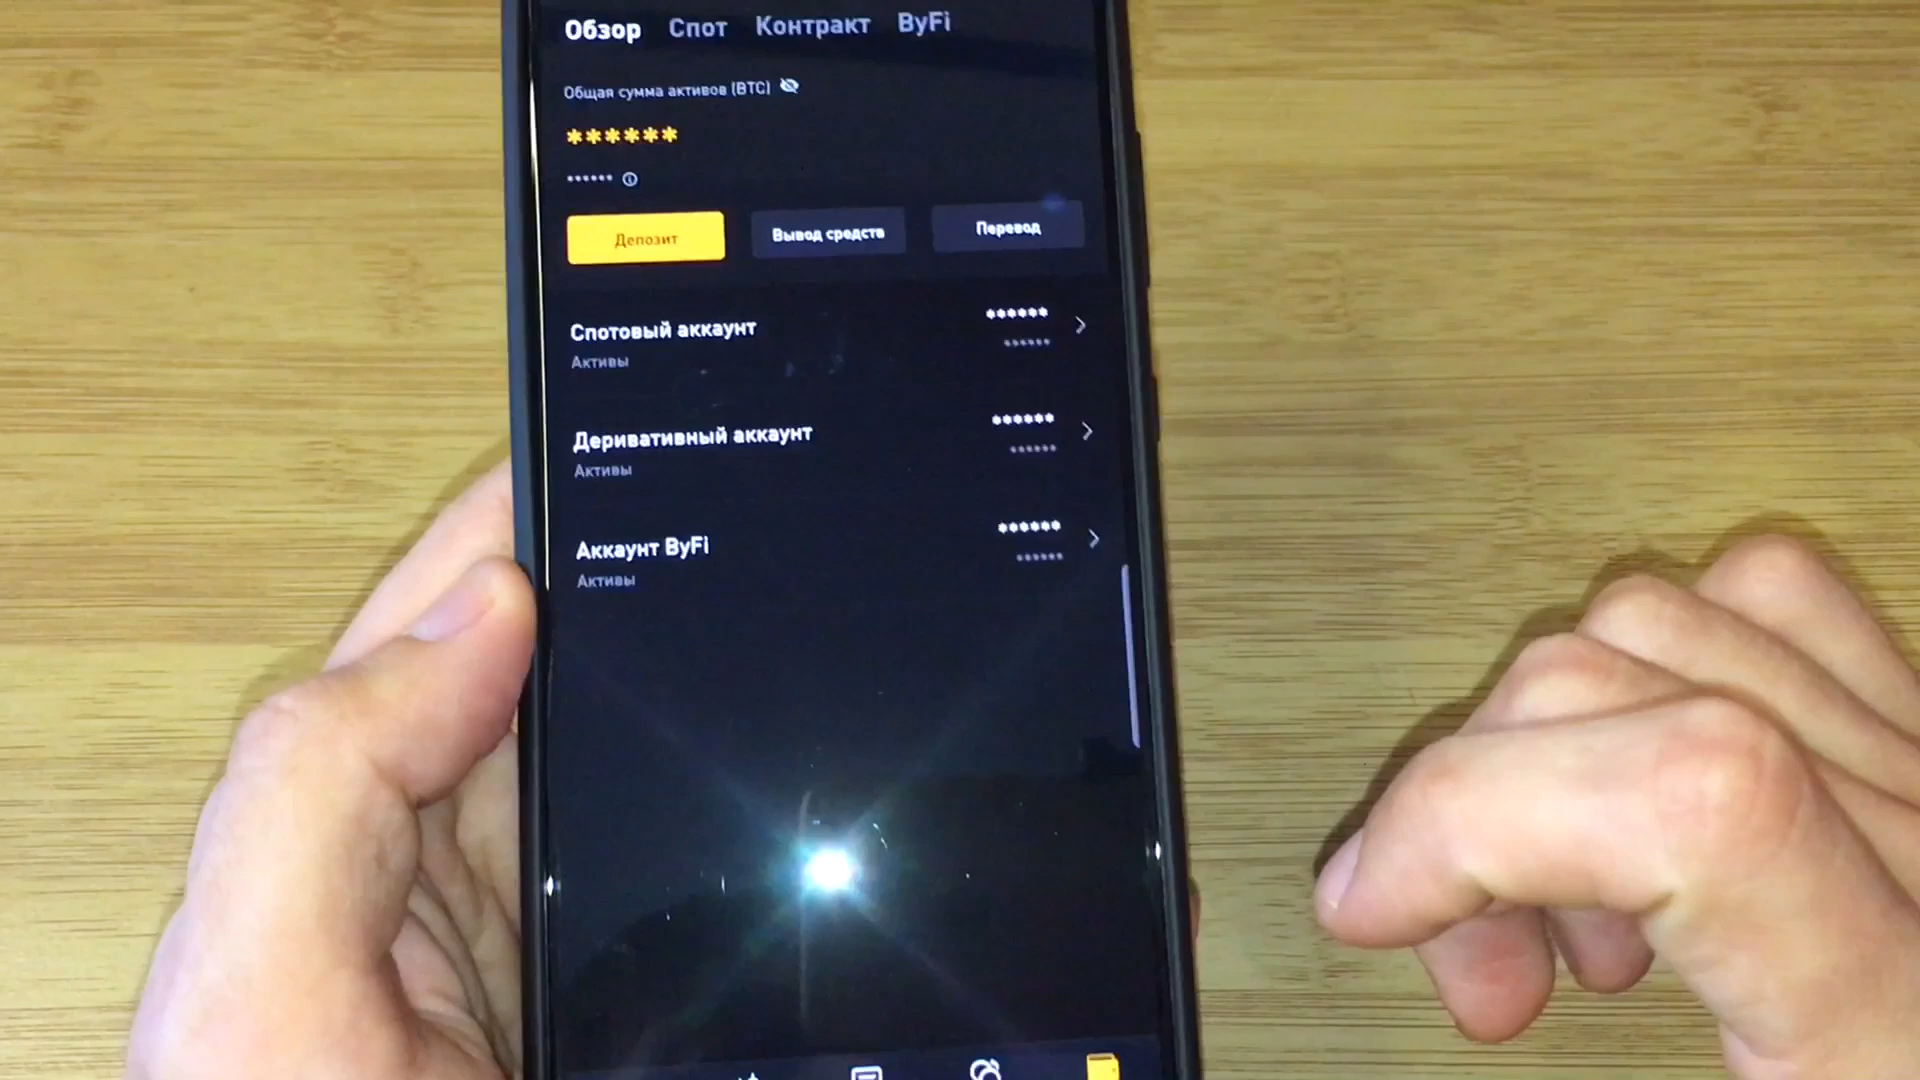 Обзор Спот Контракт ByFi
Общая сумма активов (BTC)
******
******
Депозит Вывод средств Перевод
Спотовый аккаунт ******
Активы ******
Деривативный аккаунт ******
Активы ******
Аккаунт ByFi ******
Активы ******